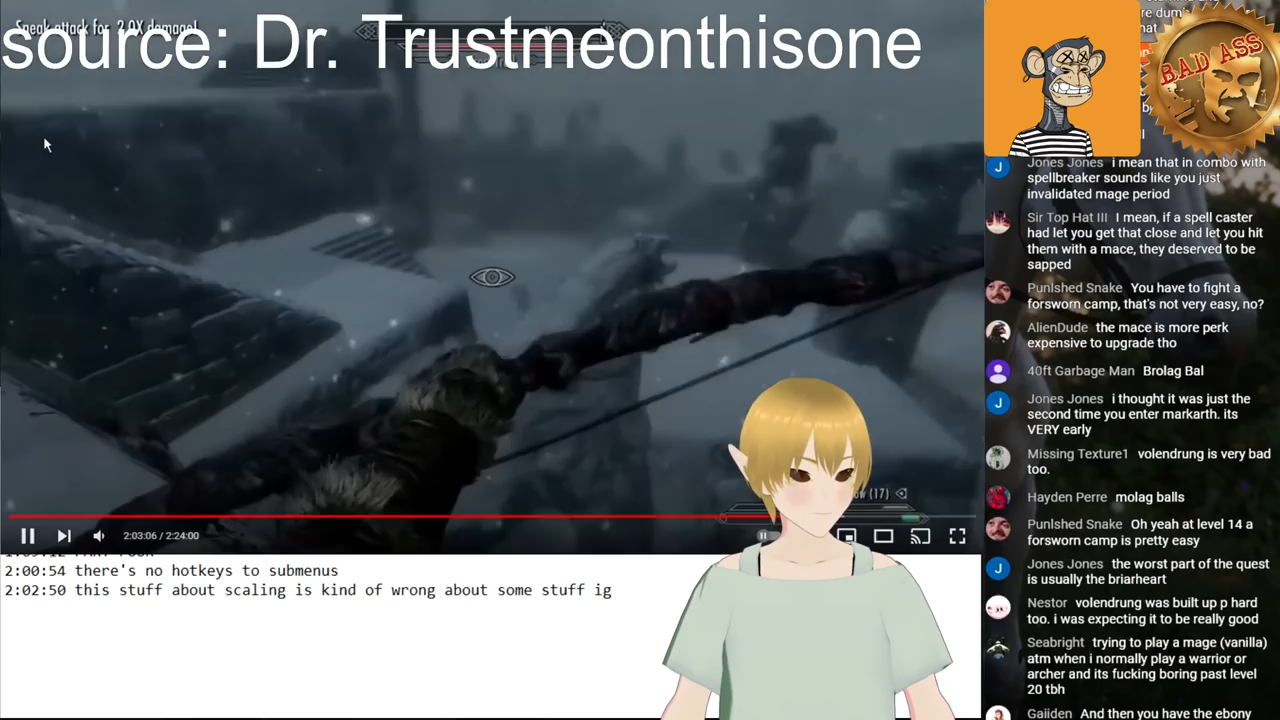 Sneak attack for 2.0X damage!
source: Dr. Trustmeonthisone
2:03:06 / 2:24:00
(17)
2:00:54 there's no hotkeys to submenus
2:02:50 this stuff about scaling is kind of wrong about some stuff ig
BAD ASS
Jones Jones i mean that in combo with
spellbreaker sounds like you just
invalidated mage period
Sir Top Hat III I mean, if a spell caster
had let you get that close and let you hit
them with a mace, they deserved to be
sapped
Punlshed Snake You have to fight a
forsworn camp, that's not very easy, no?
AlienDude the mace is more perk
expensive to upgrade tho
40ft Garbage Man Brolag Bal
Jones Jones i thought it was just the
second time you enter markarth. its
VERY early
Missing Texture1 volendrung is very bad
too.
Hayden Perre molag balls
Punlshed Snake Oh yeah at level 14 a
forsworn camp is pretty easy
Jones Jones the worst part of the quest
is usually the briarheart
Nestor volendrung was built up p hard
too. i was expecting it to be really good
Seabright trying to play a mage (vanilla)
atm when i normally play a warrior or
archer and its fucking boring past level
20 tbh
Gaiiden And then you have the ebony